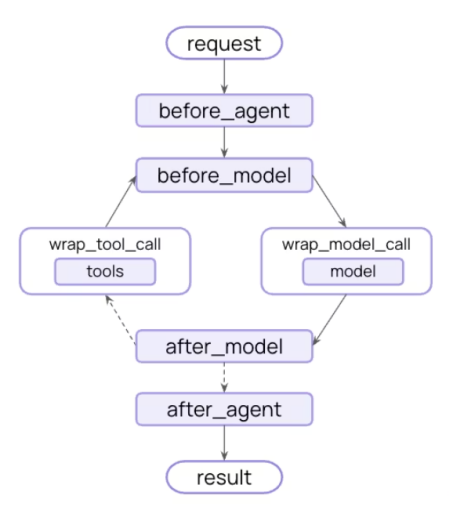 request
before_agent
before_model
wrap_tool_call
tools
wrap_model_call
model
after_model
after_agent
result